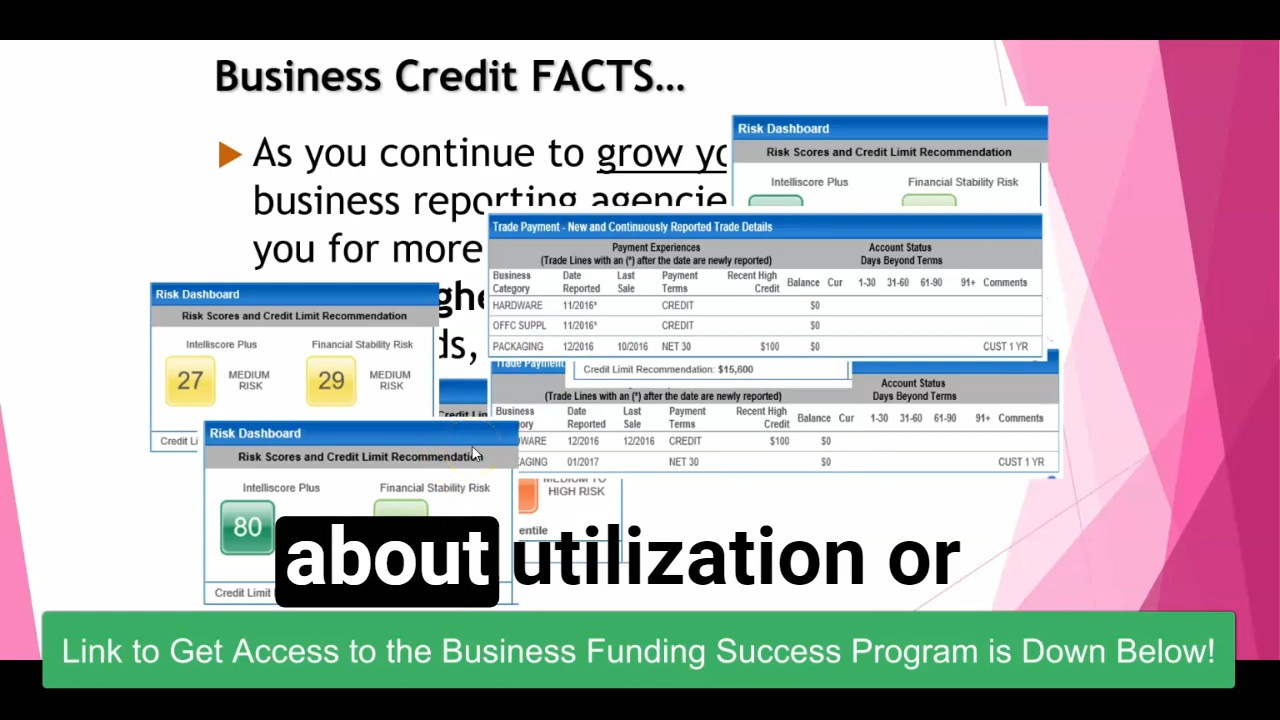 Business Credit FACTS...
As you continue to grow
business reporting agencie
you for more
ds,
Risk Dashboard
Risk Scores and Credit Limit Recommendation
Intelliscore Plus Financial Stability Risk
Trade Payment - New and Continuously Reported Trade Details
Payment Experiences Account Status
(Trade Lines with an (*) after the date are newly reported) Days Beyond Terms
Business Date Last Payment Recent High Balance Cur 1-30 31-60 61-90 91+ Comments
Category Reported Sale Terms Credit
HARDWARE 11/2016* CREDIT $0
OFFC SUPPL 11/2016* CREDIT $0
PACKAGING 12/2016 10/2016 NET 30 $100 $0 CUST 1 YR
Risk Dashboard
Risk Scores and Credit Limit Recommendation
Intelliscore Plus Financial Stability Risk
27 MEDIUM RISK 29 MEDIUM RISK
Credit Li
Trade Payment
Credit Limit Recommendation: $15,600
Account Status
(Trade Lines with an (*) after the date are newly reported) Days Beyond Terms
Business Date Last Payment Recent High Balance Cur 1-30 31-60 61-90 91+ Comments
egory Reported Sale Terms Credit
WARE 12/2016 12/2016 CREDIT $100 $0
AGING 01/2017 NET 30 $0 CUST 1 YR
Risk Dashboard
Risk Scores and Credit Limit Recommendation
Intelliscore Plus Financial Stability Risk
80
MEDIUM TO
HIGH RISK
entile
Credit Limit
about utilization or
Link to Get Access to the Business Funding Success Program is Down Below!